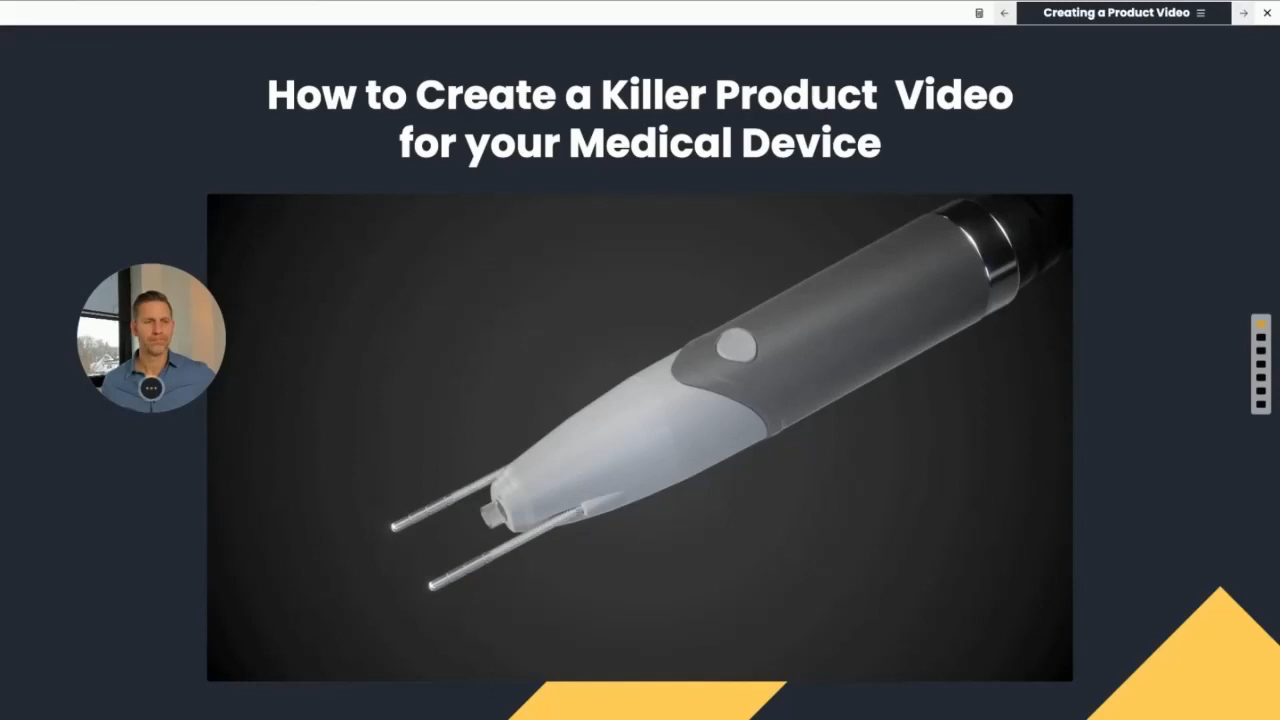 Creating a Product Video
How to Create a Killer Product Video
for your Medical Device